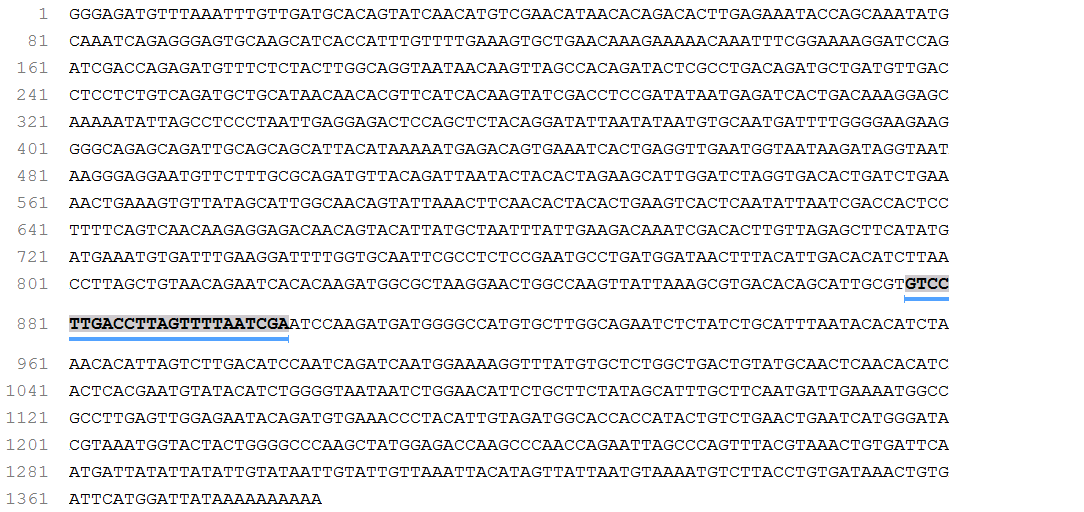 1 GGGAGATGTTTAAATTTGTTGATGCACAGTATCAACATGTCGAACATAACACAGACACTTGAGAAATACCAGCAAATATG
81 CAAATCAGAGGGAGTGCAAGCATCACCATTTGTTTTGAAAGTGCTGAACAAAGAAAAACAAATTTCGGAAAAGGATCCAG
161 ATCGACCAGAGATGTTTCTCTACTTGGCAGGTAATAACAAGTTAGCCACAGATACTCGCCTGACAGATGCTGATGTTGAC
241 CTCCTCTGTCAGATGCTGCATAACAACACGTTCATCACAAGTATCGACCTCCGATATAATGAGATCACTGACAAAGGAGC
321 AAAAATATTAGCCTCCCTAATTGAGGAGACTCCAGCTCTACAGGATATTAATATAATGTGCAATGATTTTGGGGAAGAAG
401 GGGCAGAGCAGATTGCAGCAGCATTACATAAAAATGAGACAGTGAAATCACTGAGGTTGAATGGTAATAAGATAGGTAAT
481 AAGGGAGGAATGTTCTTTGCGCAGATGTTACAGATTAATACTACACTAGAAGCATTGGATCTAGGTGACACTGATCTGAA
561 AACTGAAAGTGTTATAGCATTGGCAACAGTATTAAACTTCAACACTACACTGAAGTCACTCAATATTAATCGACCACTCC
641 TTTTCAGTCAACAAGAGGAGACAACAGTACATTATGCTAATTTATTGAAGACAAATCGACACTTGTTAGAGCTTCATATG
721 ATGAAATGTGATTTGAAGGATTTTGGTGCAATTCGCCTCTCCGAATGCCTGATGGATAACTTTACATTGACACATCTTAA
801 CCTTAGCTGTAACAGAATCACACAAGATGGCGCTAAGGAACTGGCCAAGTTATTAAAGCGTGACACAGCATTGCGTGTCC
881 TTGACCTTAGTTTTAATCGAATCCAAGATGATGGGGCCATGTGCTTGGCAGAATCTCTATCTGCATTTAATACACATCTA
961 AACACATTAGTCTTGACATCCAATCAGATCAATGGAAAAGGTTTATGTGCTCTGGCTGACTGTATGCAACTCAACACATC
1041 ACTCACGAATGTATACATCTGGGGTAATAATCTGGAACATTCTGCTTCTATAGCATTTGCTTCAATGATTGAAAATGGCC
1121 GCCTTGAGTTGGAGAATACAGATGTGAAACCCTACATTGTAGATGGCACCACCATACTGTCTGAACTGAATCATGGGATA
1201 CGTAAATGGTACTACTGGGGCCCAAGCTATGGAGACCAAGCCCAACCAGAATTAGCCCAGTTTACGTAAACTGTGATTCA
1281 ATGATTATATTATATTGTATAATTGTATTGTTAAATTACATAGTTATTAATGTAAAATGTCTTACCTGTGATAAACTGTG
1361 ATTCATGGATTATAAAAAAAAAA